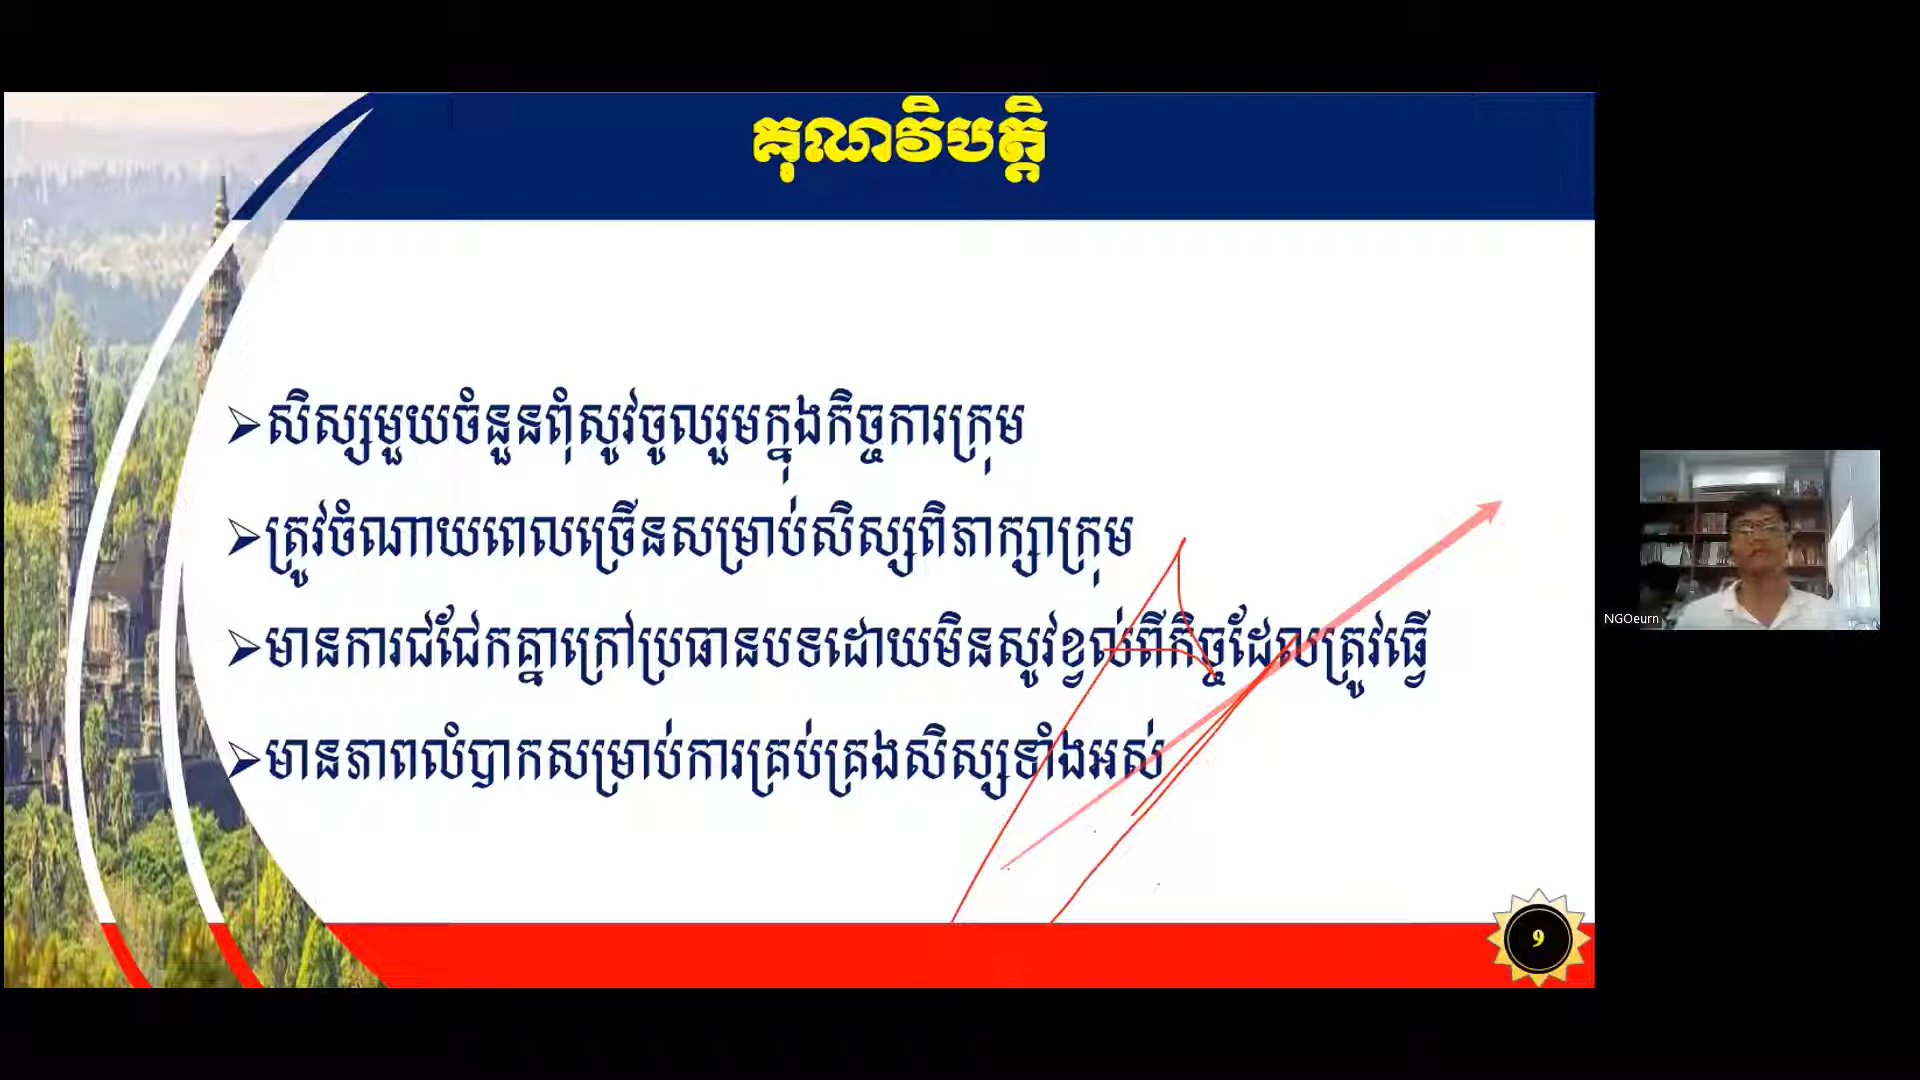 គុណវិបត្តិ
➢សិស្សមួយចំនួនពុំសូវចូលរួមក្នុងកិច្ចការក្រុម
➢ត្រូវចំណាយពេលច្រើនសម្រាប់សិស្សពិភាក្សាក្រុម
➢មានការជជែកគ្នាក្រៅប្រធានបទដោយមិនសូវខ្វល់ពីកិច្ចដែលត្រូវធ្វើ
➢មានភាពលំបាកសម្រាប់ការគ្រប់គ្រងសិស្សទាំងអស់
NGOeurn
9